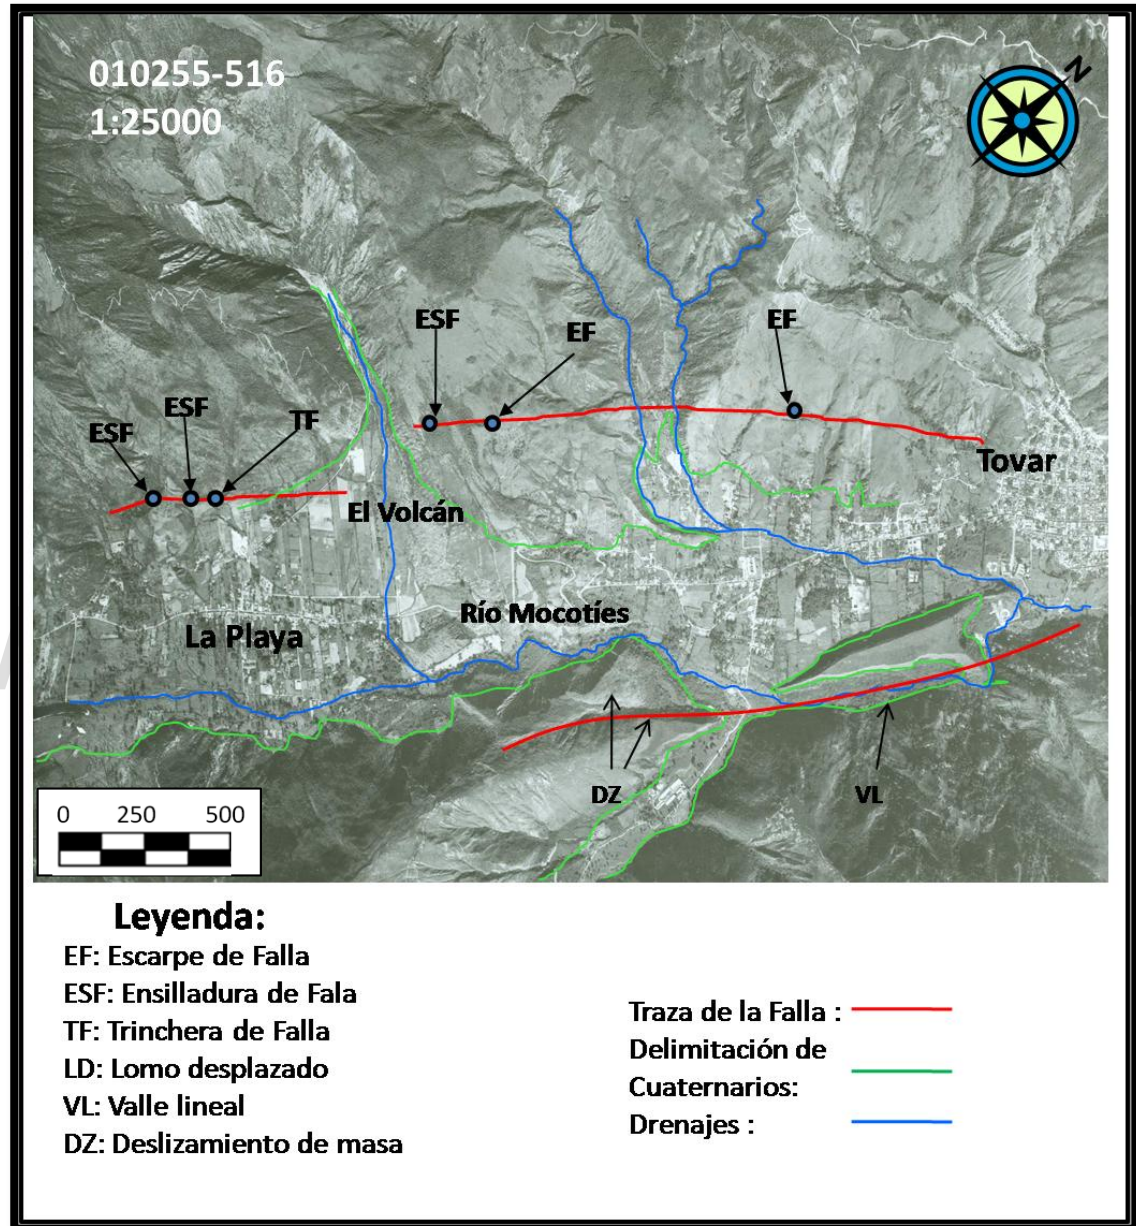 010255-516
1:25000
N
ESF
EF
EF
ESF
TF
ESF
Tovar
El Volcán
Río Mocotíes
La Playa
DZ
VL
0 250 500
Leyenda:
EF: Escarpe de Falla
ESF: Ensilladura de Fala
TF: Trinchera de Falla
LD: Lomo desplazado
VL: Valle lineal
DZ: Deslizamiento de masa
Traza de la Falla :
Delimitación de
Cuaternarios:
Drenajes :